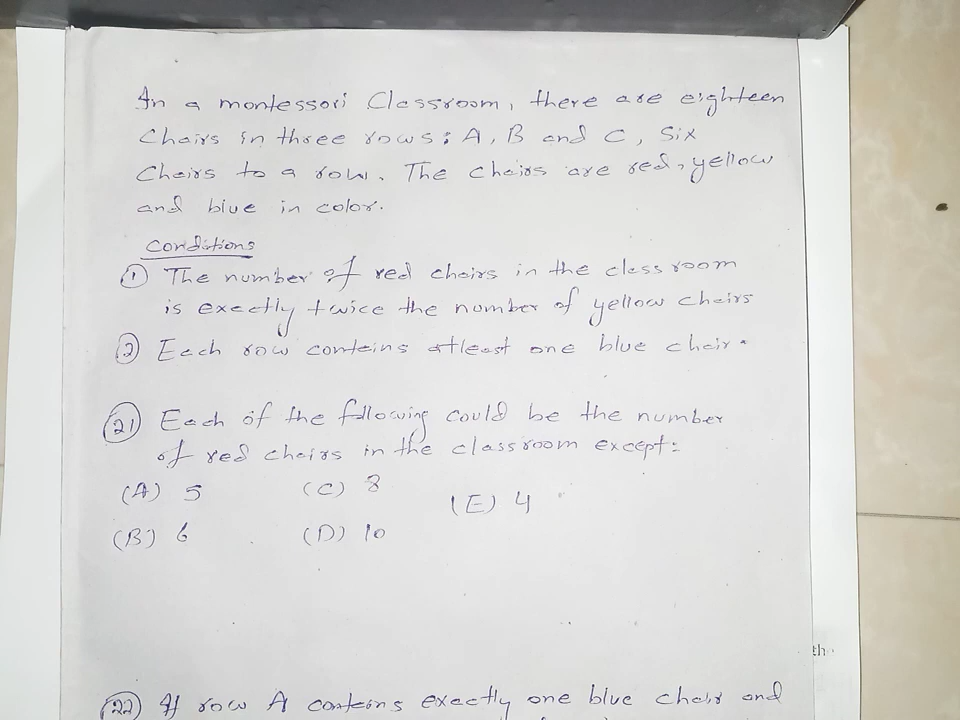 In a montessori Classroom, there are eighteen
Chairs in three rows: A, B and C, Six
Chairs to a row. The chairs are red, yellow
and blue in color.
Conditions
① The number of red chairs in the class room
is exactly twice the number of yellow chairs
② Each row contains atleast one blue chair.
㉑ Each of the following could be the number
of red chairs in the classroom except:
(A) 5 (C) 8
(E) 4
(B) 6 (D) 10
the
㉒ If row A contains exactly one blue chair and